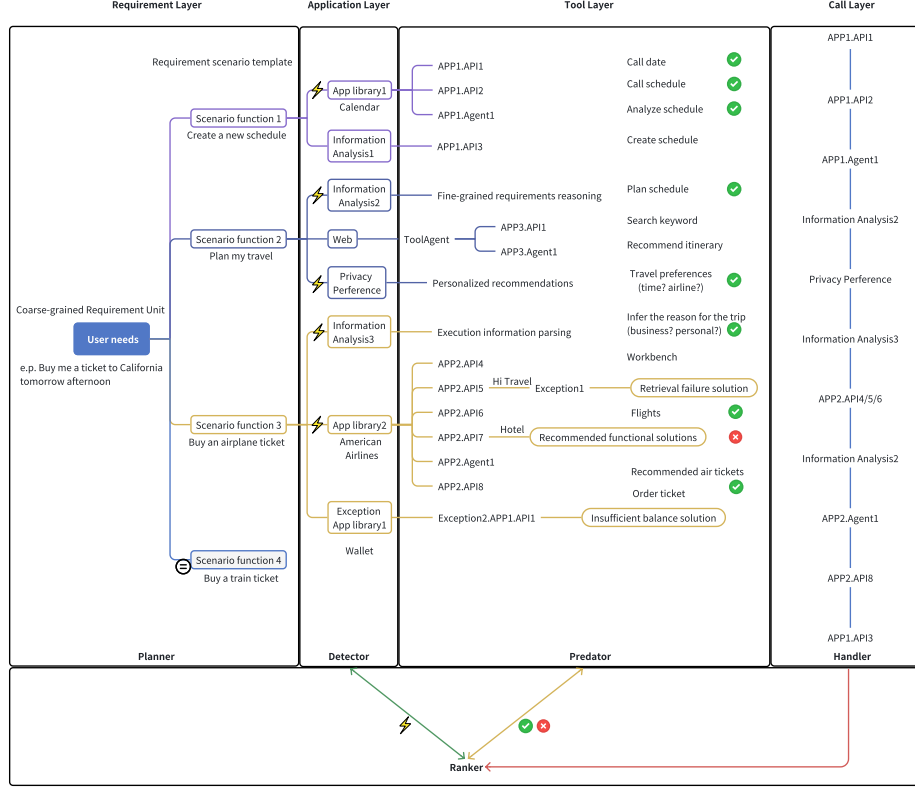 Requirement Layer
Application Layer
Tool Layer
Call Layer
Requirement scenario template
Scenario function 1
Create a new schedule
Scenario function 2
Plan my travel
Coarse-grained Requirement Unit
User needs
e.p. Buy me a ticket to California
tomorrow afternoon
Scenario function 3
Buy an airplane ticket
Scenario function 4
Buy a train ticket
Planner
App library1
Calendar
Information
Analysis1
Information
Analysis2
Web
Privacy
Perference
Information
Analysis3
App library2
American
Airlines
Exception
App library1
Wallet
Detector
APP1.API1
Call date
APP1.API2
Call schedule
APP1.Agent1
Analyze schedule
APP1.API3
Create schedule
Fine-grained requirements reasoning
Plan schedule
ToolAgent
APP3.API1
Search keyword
APP3.Agent1
Recommend itinerary
Personalized recommendations
Travel preferences
(time? airline?)
Execution information parsing
Infer the reason for the trip
(business? personal?)
Workbench
APP2.API4
APP2.API5
Hi Travel
Exception1
Retrieval failure solution
APP2.API6
Flights
APP2.API7
Hotel
Recommended functional solutions
APP2.Agent1
Recommended air tickets
APP2.API8
Order ticket
Exception2.APP1.API1
Insufficient balance solution
Predator
APP1.API1
APP1.API2
APP1.Agent1
Information Analysis2
Privacy Perference
Information Analysis3
APP2.API4/5/6
Information Analysis2
APP2.Agent1
APP2.API8
APP1.API3
Handler
Ranker